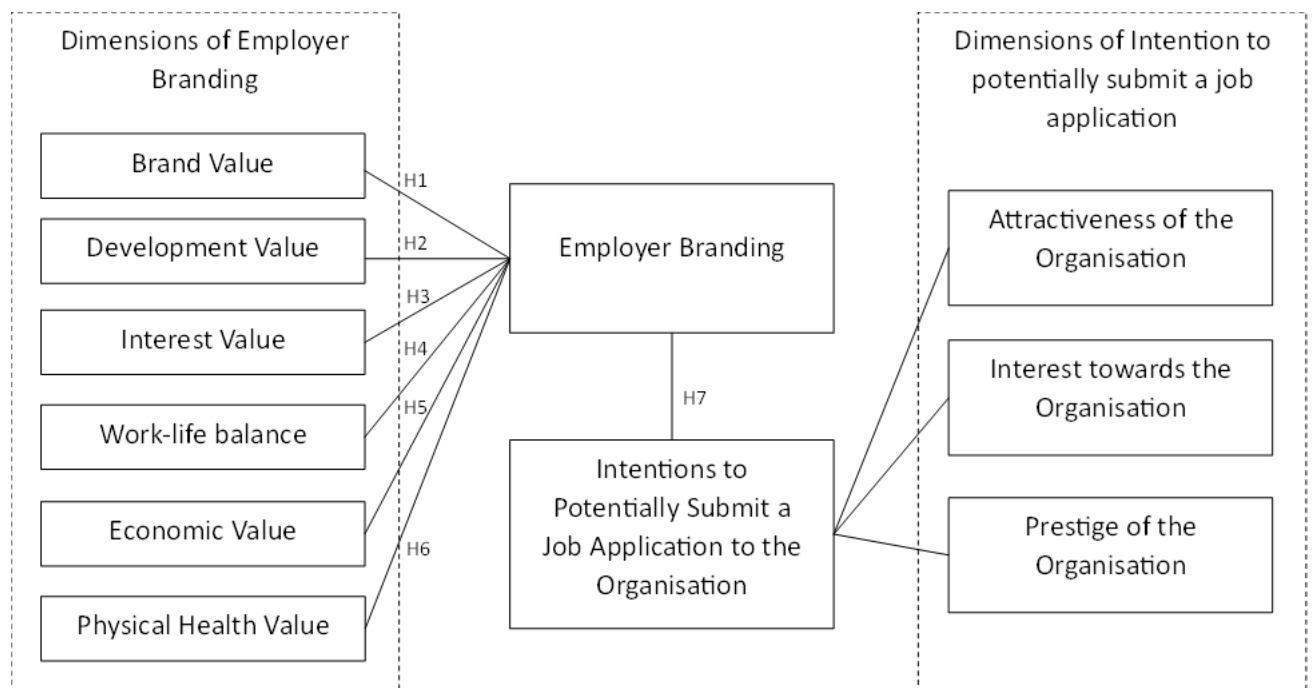 Dimensions of Employer
Branding
Brand Value
Development Value
Interest Value
Work-life balance
Economic Value
Physical Health Value
H1
H2
H3
H4
H5
H6
Employer Branding
H7
Intentions to
Potentially Submit a
Job Application to the
Organisation
Dimensions of Intention to
potentially submit a job
application
Attractiveness of the
Organisation
Interest towards the
Organisation
Prestige of the
Organisation